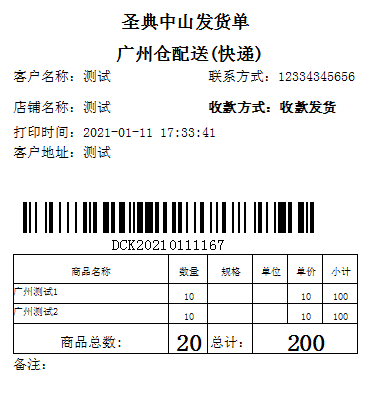 圣典中山发货单
广州仓配送(快递)
客户名称：测试 联系方式：12334345656
店铺名称：测试 收款方式：收款发货
打印时间：2021-01-11 17:33:41
客户地址：测试
DCK20210111167
商品名称 数量 规格 单位 单价 小计
广州测试1 10 10 100
广州测试2 10 10 100
商品总数: 20 总计: 200
备注: